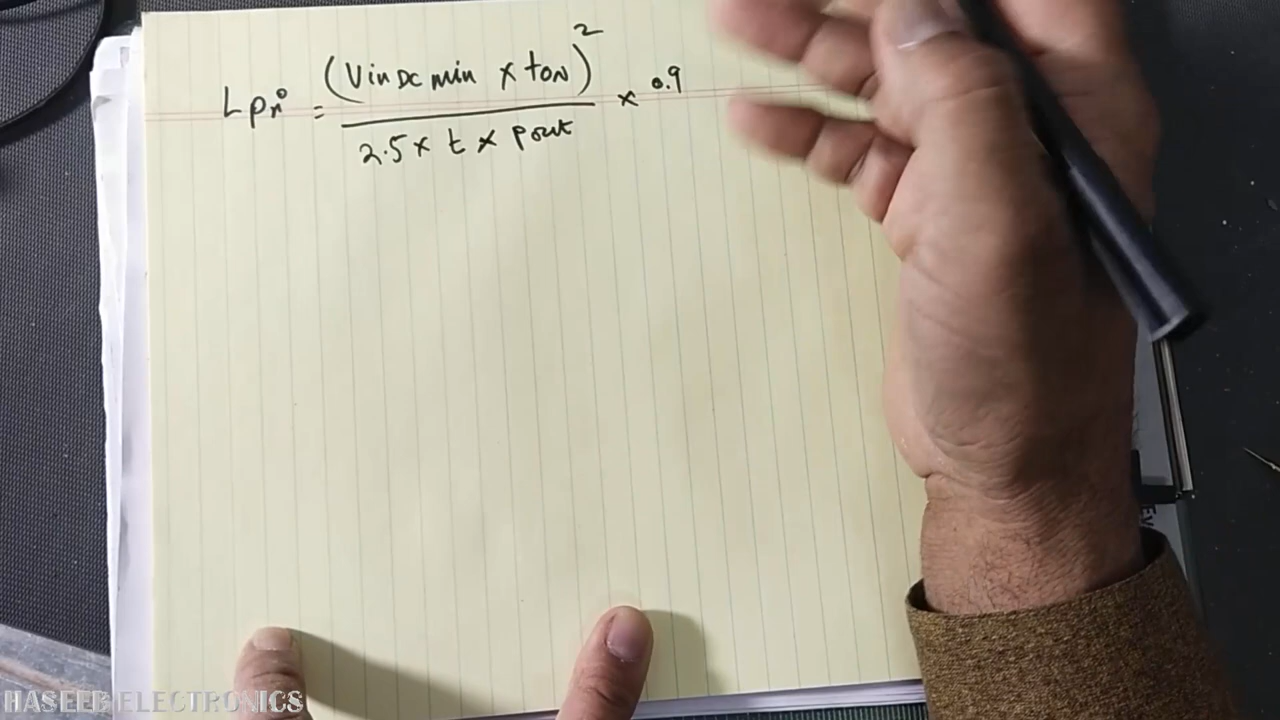 Lpri = (VinDC min x tON)² / 2.5 x t x pout x 0.9
HASEEB ELECTRONICS